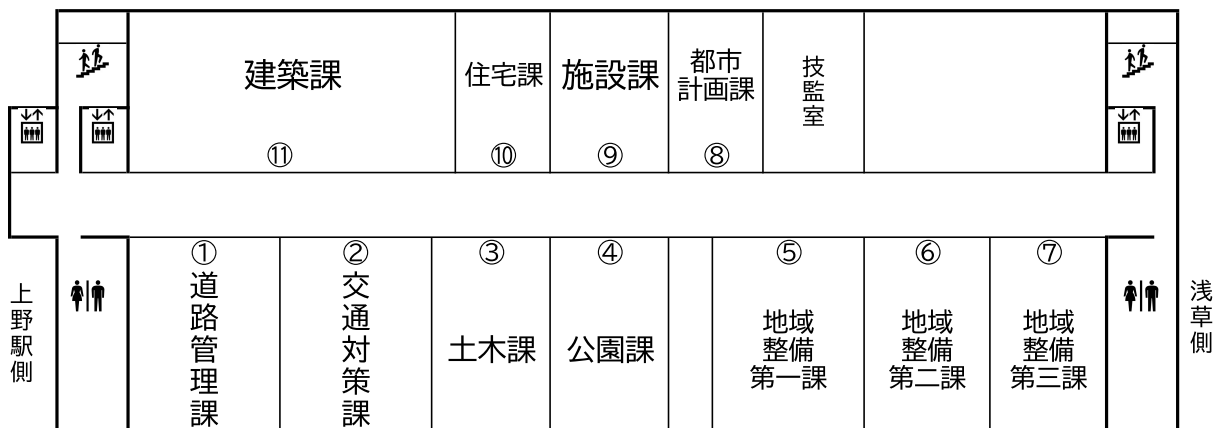 建築課
⑪
住宅課
⑩
施設課
⑨
都市
計画課
⑧
技監室
①
道路管理課
②
交通対策課
③
土木課
④
公園課
⑤
地域
整備
第一課
⑥
地域
整備
第二課
⑦
地域
整備
第三課
上野駅側
浅草側